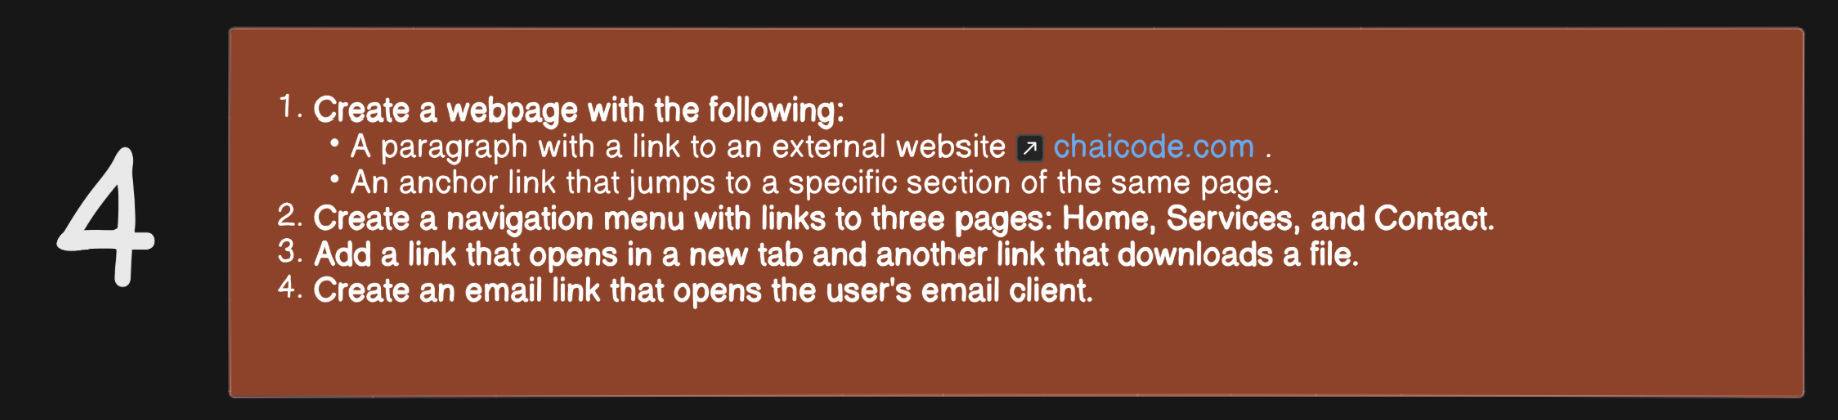 4
1. Create a webpage with the following:
• A paragraph with a link to an external website chaicode.com .
• An anchor link that jumps to a specific section of the same page.
2. Create a navigation menu with links to three pages: Home, Services, and Contact.
3. Add a link that opens in a new tab and another link that downloads a file.
4. Create an email link that opens the user's email client.